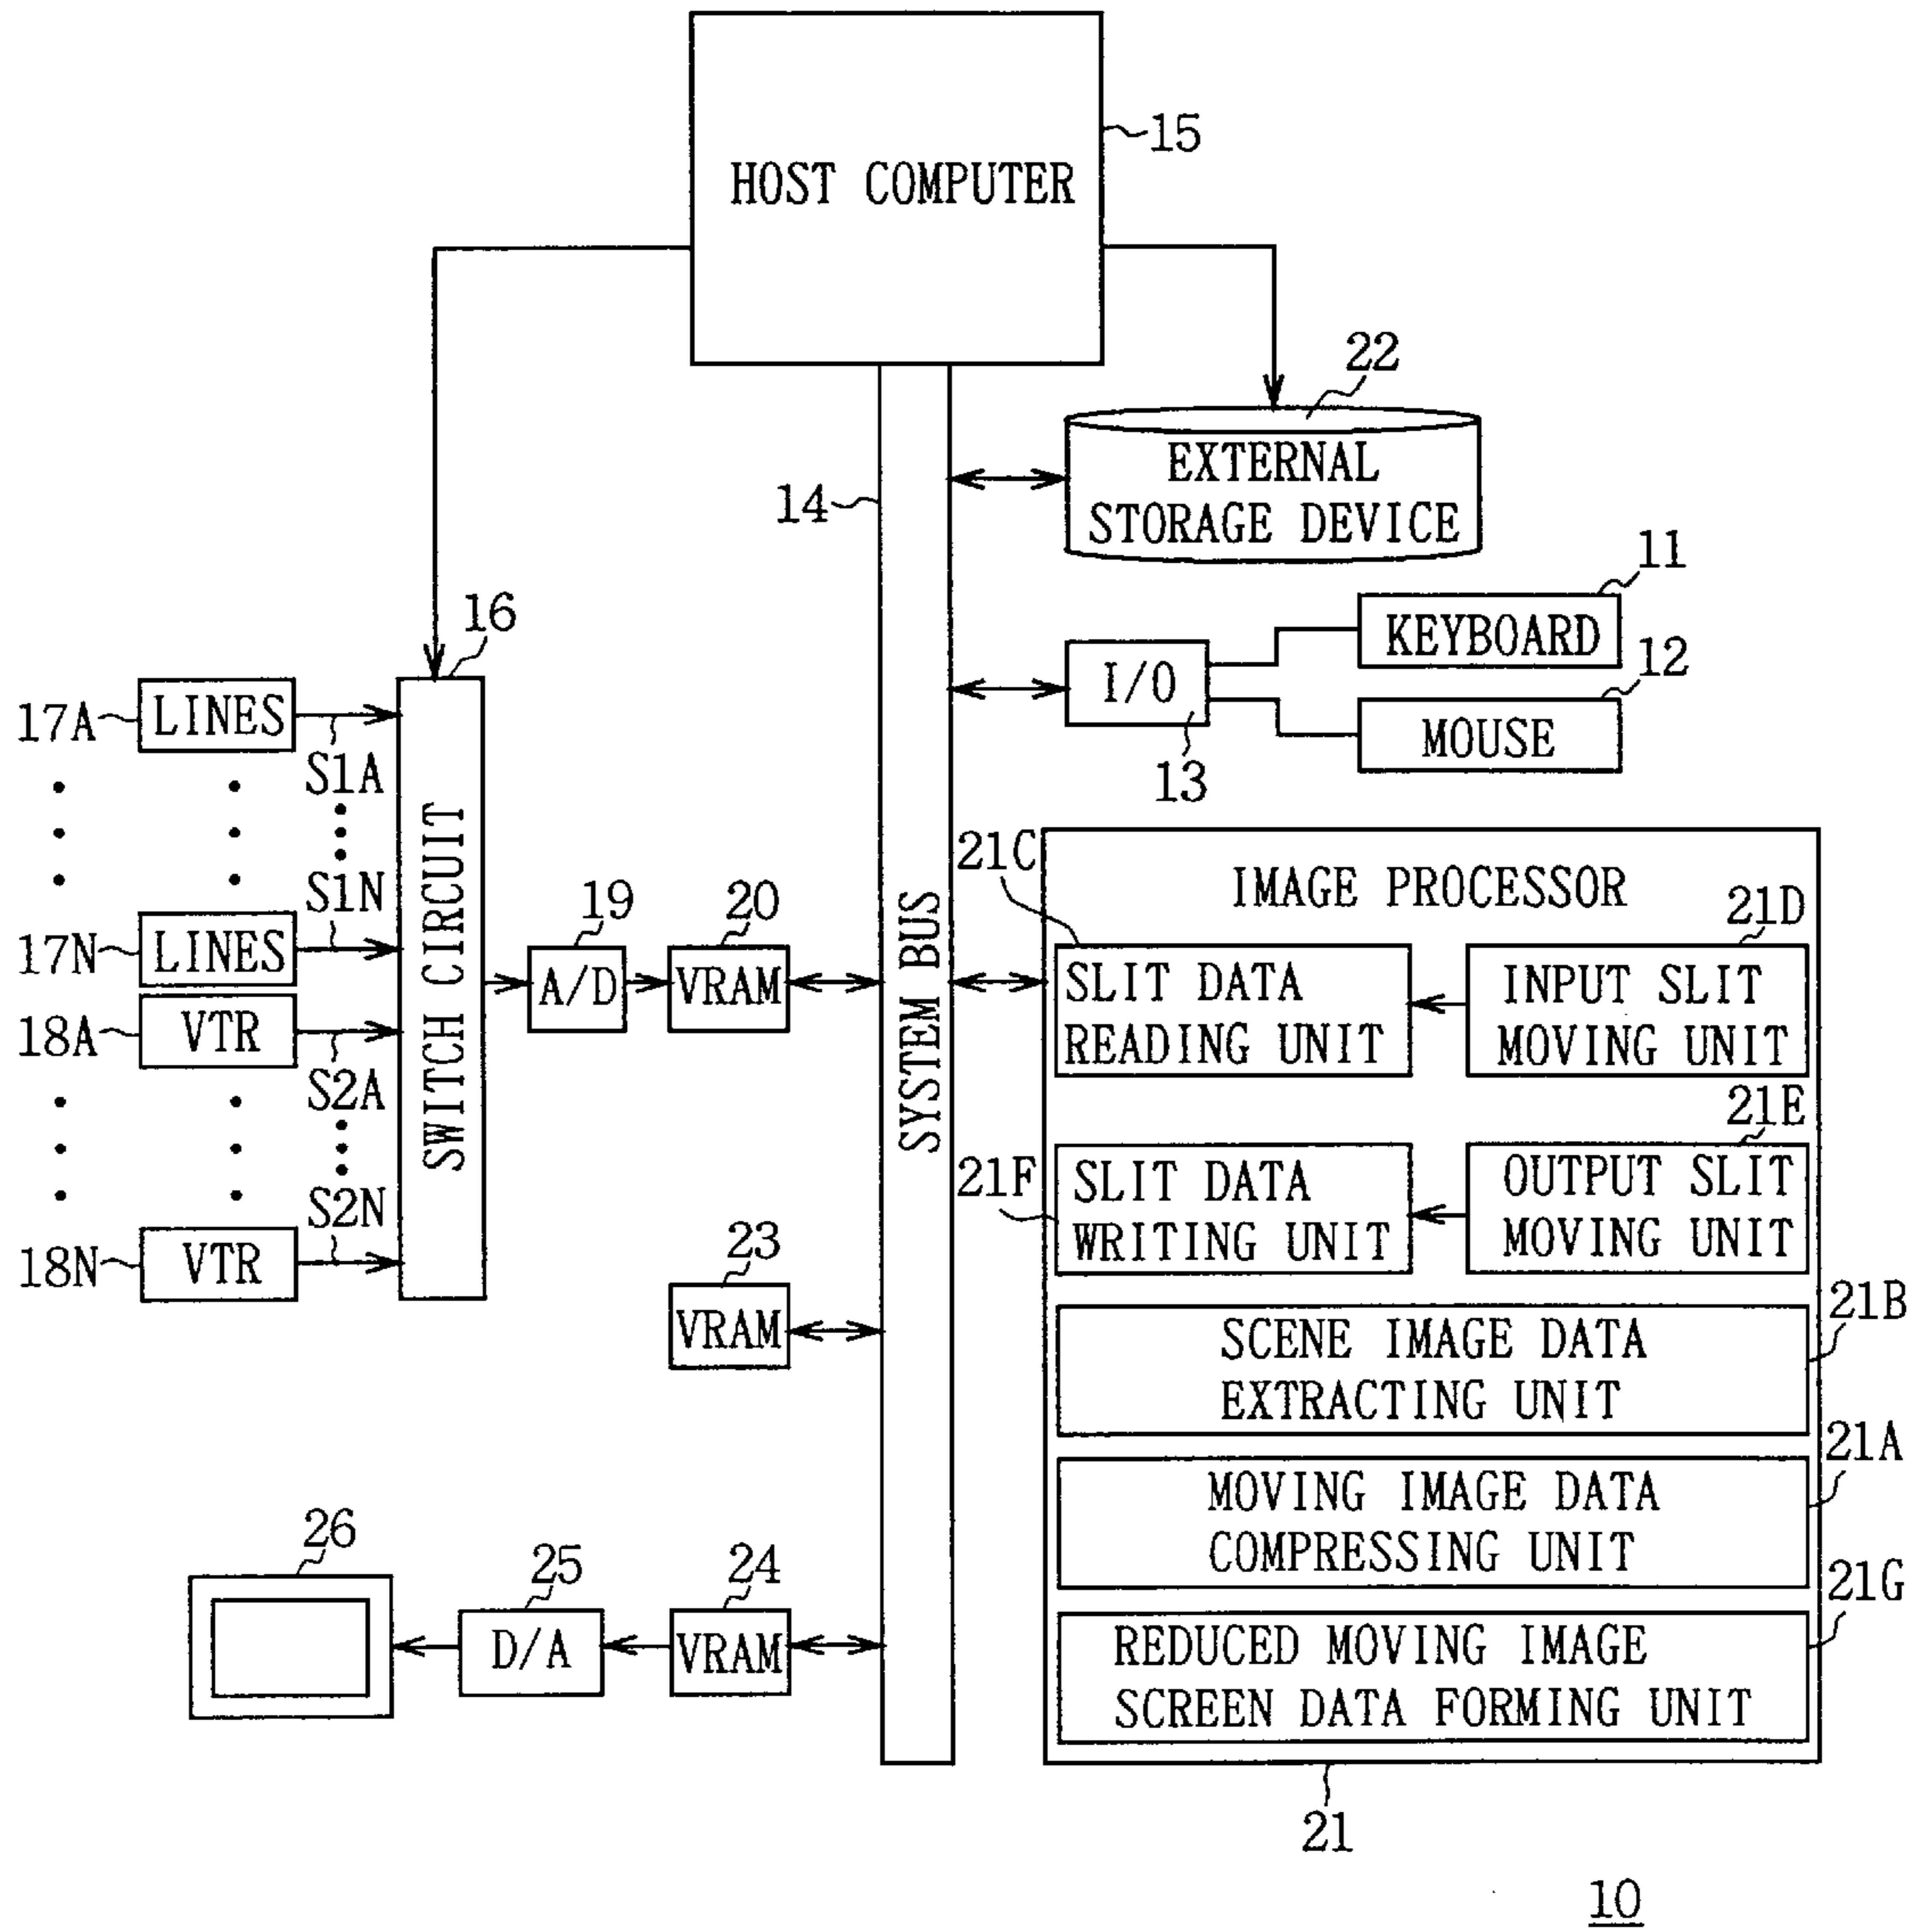 15
HOST COMPUTER
22
EXTERNAL
STORAGE DEVICE
14
11
KEYBOARD
16
12
I/O
MOUSE
13
17A
LINES
S1A
S1N
17N
LINES
18A
VTR
S2A
S2N
18N
VTR
SWITCH CIRCUIT
19
A/D
20
VRAM
SYSTEM BUS
23
VRAM
21C
IMAGE PROCESSOR
21D
SLIT DATA
READING UNIT
INPUT SLIT
MOVING UNIT
21E
21F
SLIT DATA
WRITING UNIT
OUTPUT SLIT
MOVING UNIT
21B
SCENE IMAGE DATA
EXTRACTING UNIT
21A
MOVING IMAGE DATA
COMPRESSING UNIT
21G
REDUCED MOVING IMAGE
SCREEN DATA FORMING UNIT
26
25
D/A
24
VRAM
21
10